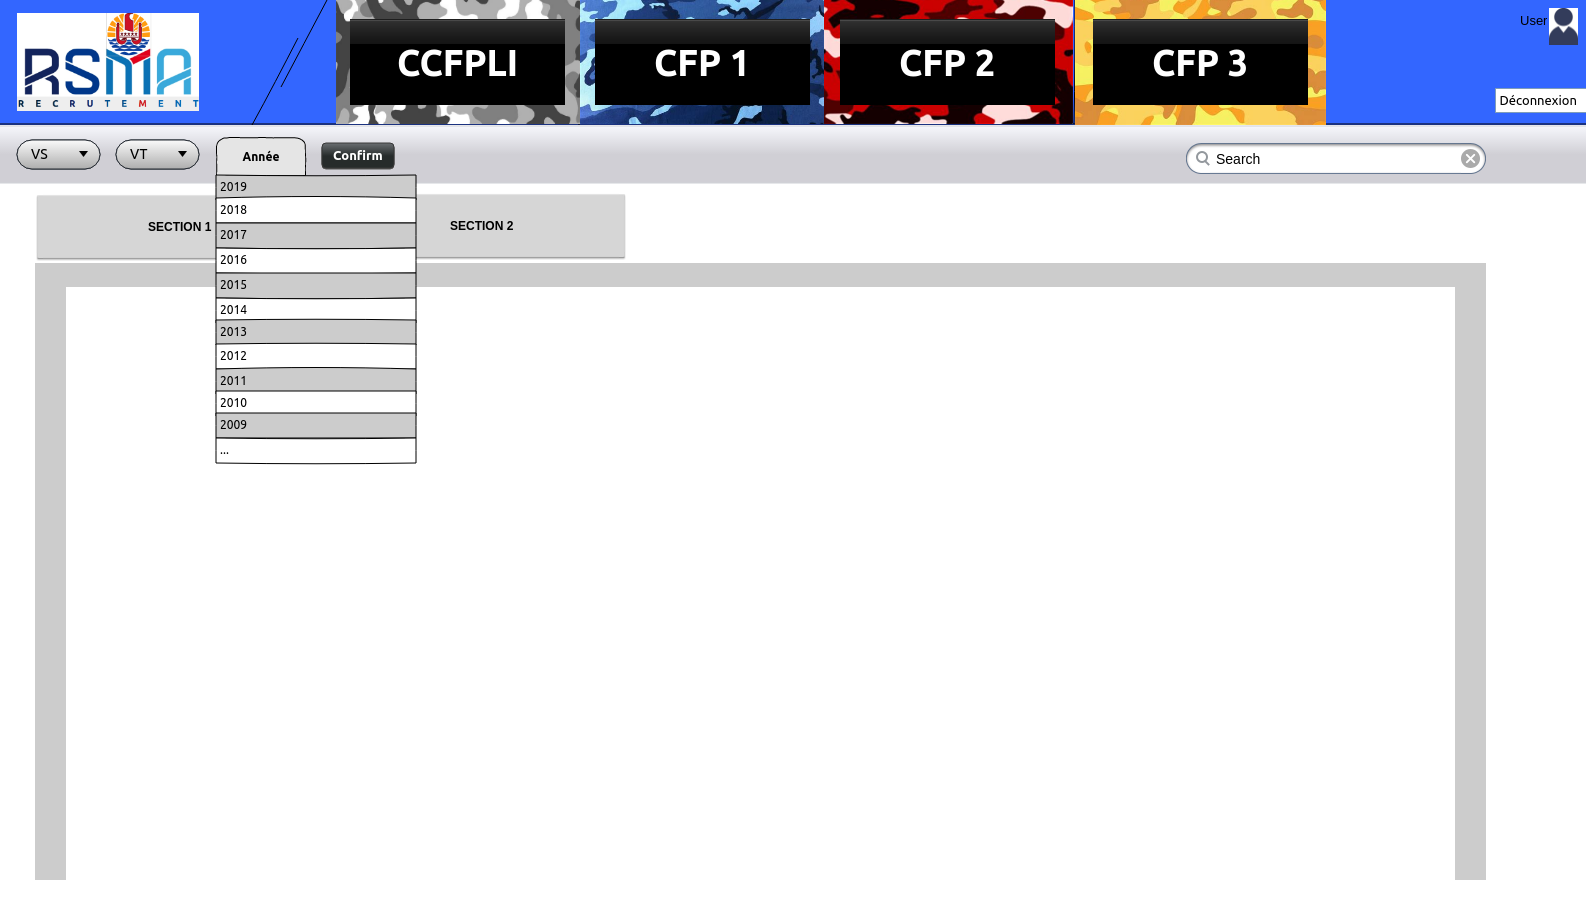 RSMA
RECRUTEMENT
CCFPLI
CFP 1
CFP 2
CFP 3
User
Déconnexion
VS
VT
Année
Confirm
Search
2019
2018
2017
2016
2015
2014
2013
2012
2011
2010
2009
...
SECTION 1
SECTION 2